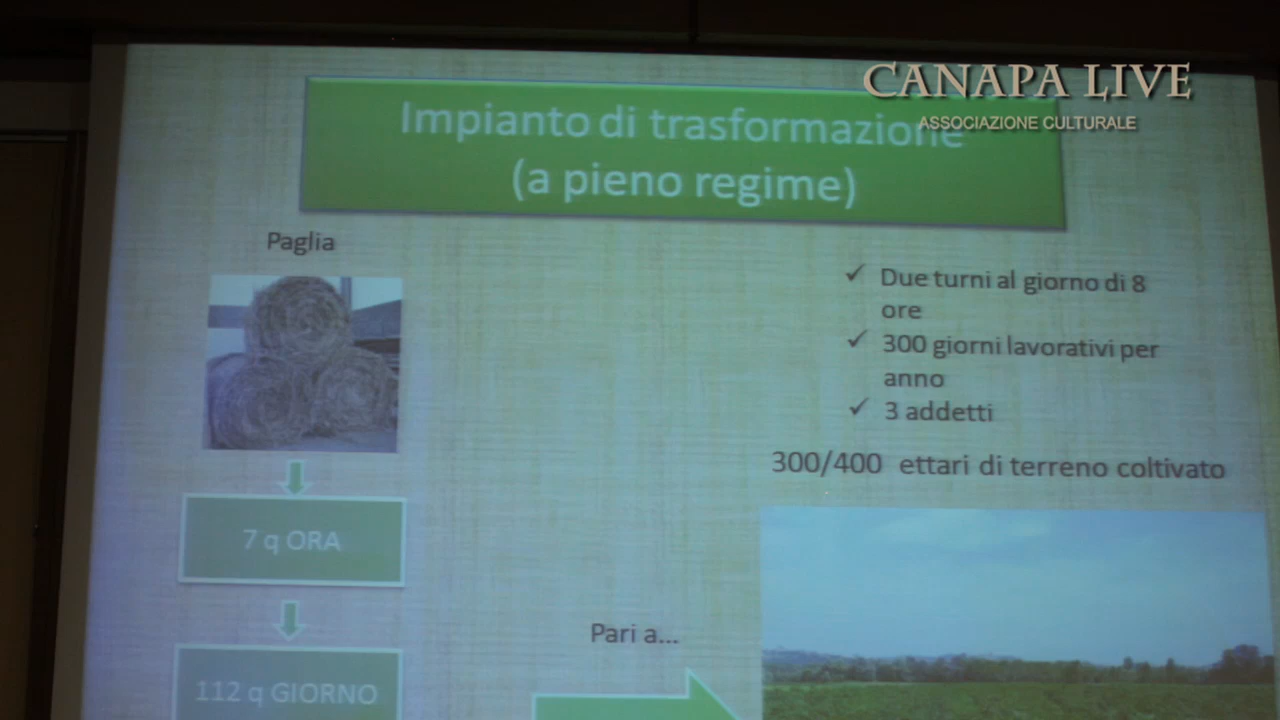 CANAPA LIVE
ASSOCIAZIONE CULTURALE
Impianto di trasformazione
(a pieno regime)
Paglia
✓ Due turni al giorno di 8
ore
✓ 300 giorni lavorativi per
anno
✓ 3 addetti
300/400 ettari di terreno coltivato
7 q ORA
Pari a...
112 q GIORNO